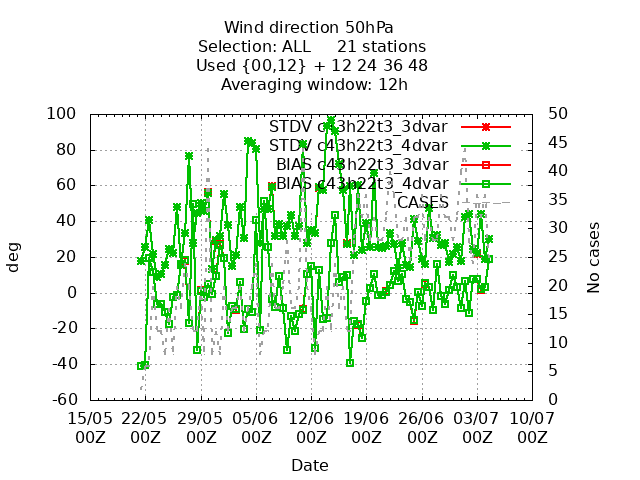 Wind direction 50hPa
Selection: ALL     21 stations
Used {00,12} + 12 24 36 48
Averaging window: 12h
100
80
60
40
20
0
-20
-40
-60
deg
50
45
40
35
30
25
20
15
10
5
0
No cases
STDV c43h22t3_3dvar
STDV c43h22t3_4dvar
BIAS c43h22t3_3dvar
BIAS c43h22t3_4dvar
CASES
15/05 22/05 29/05 05/06 12/06 19/06 26/06 03/07 10/07
00Z 00Z 00Z 00Z 00Z 00Z 00Z 00Z 00Z
Date